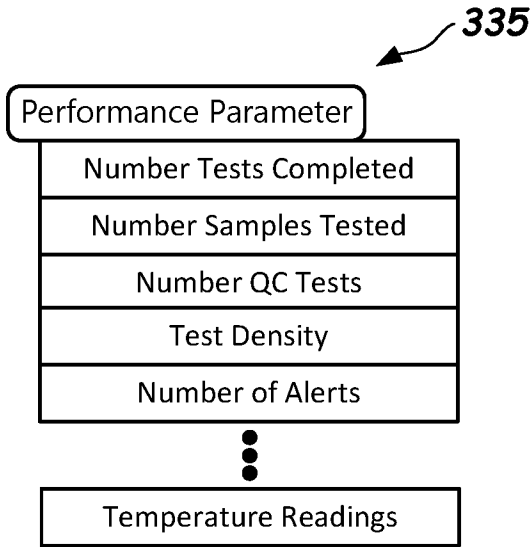 335
Performance Parameter
Number Tests Completed
Number Samples Tested
Number QC Tests
Test Density
Number of Alerts
Temperature Readings